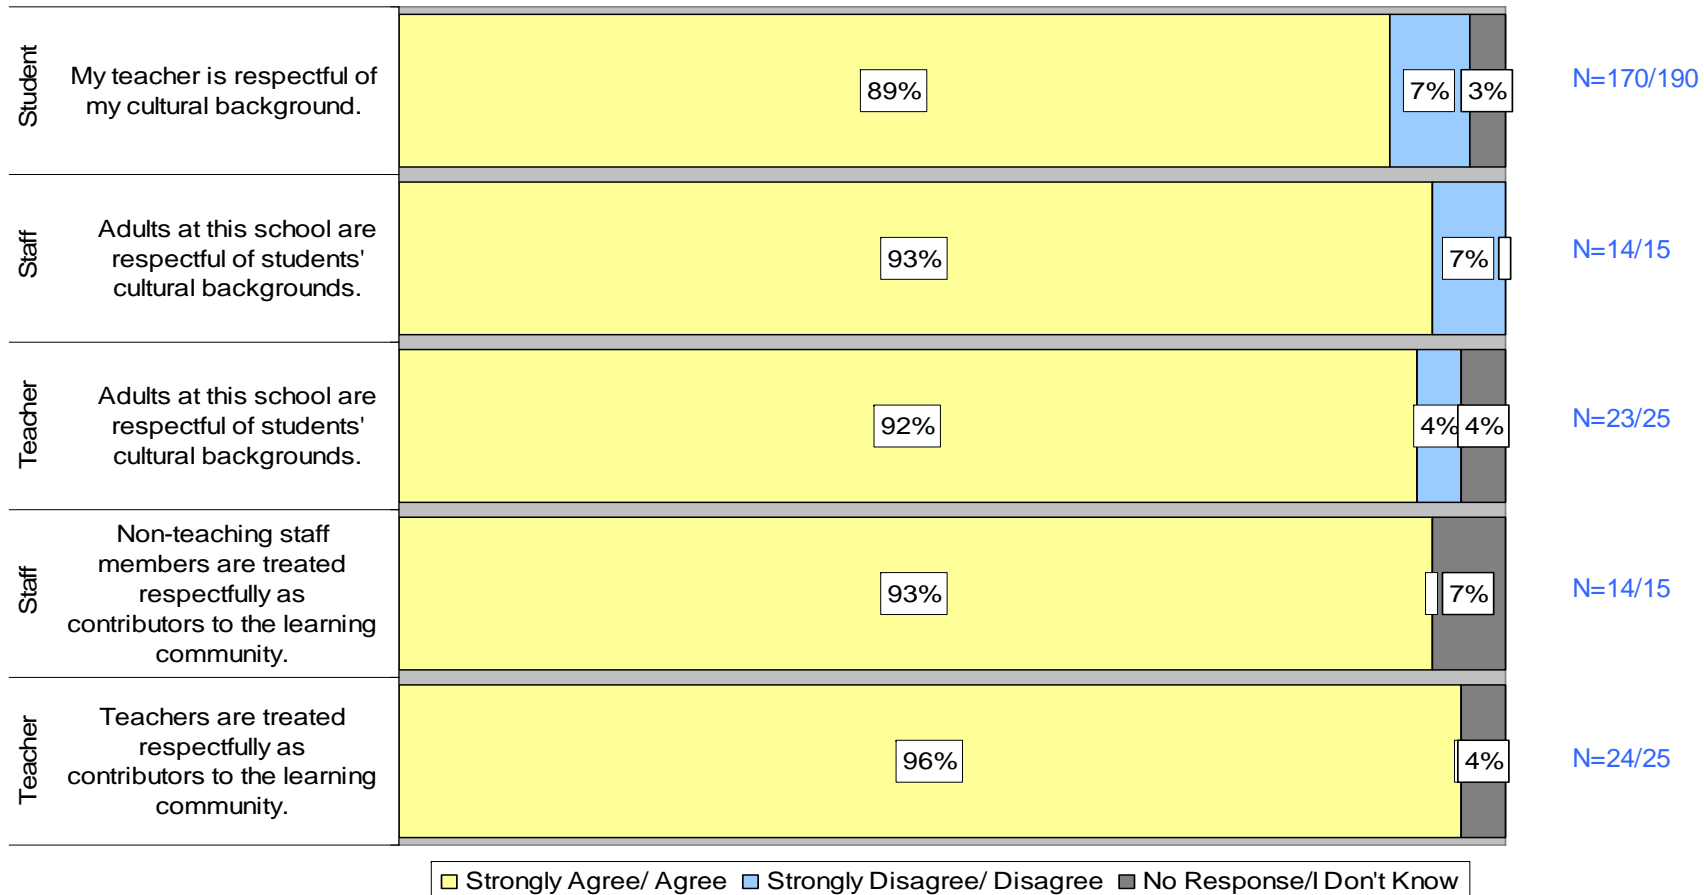 Student
My teacher is respectful of
my cultural background.
89%
7%
3%
N=170/190
Staff
Adults at this school are
respectful of students'
cultural backgrounds.
93%
7%
N=14/15
Teacher
Adults at this school are
respectful of students'
cultural backgrounds.
92%
4%
4%
N=23/25
Staff
Non-teaching staff
members are treated
respectfully as
contributors to the learning
community.
93%
7%
N=14/15
Teacher
Teachers are treated
respectfully as
contributors to the learning
community.
96%
4%
N=24/25
Strongly Agree/ Agree
Strongly Disagree/ Disagree
No Response/I Don't Know